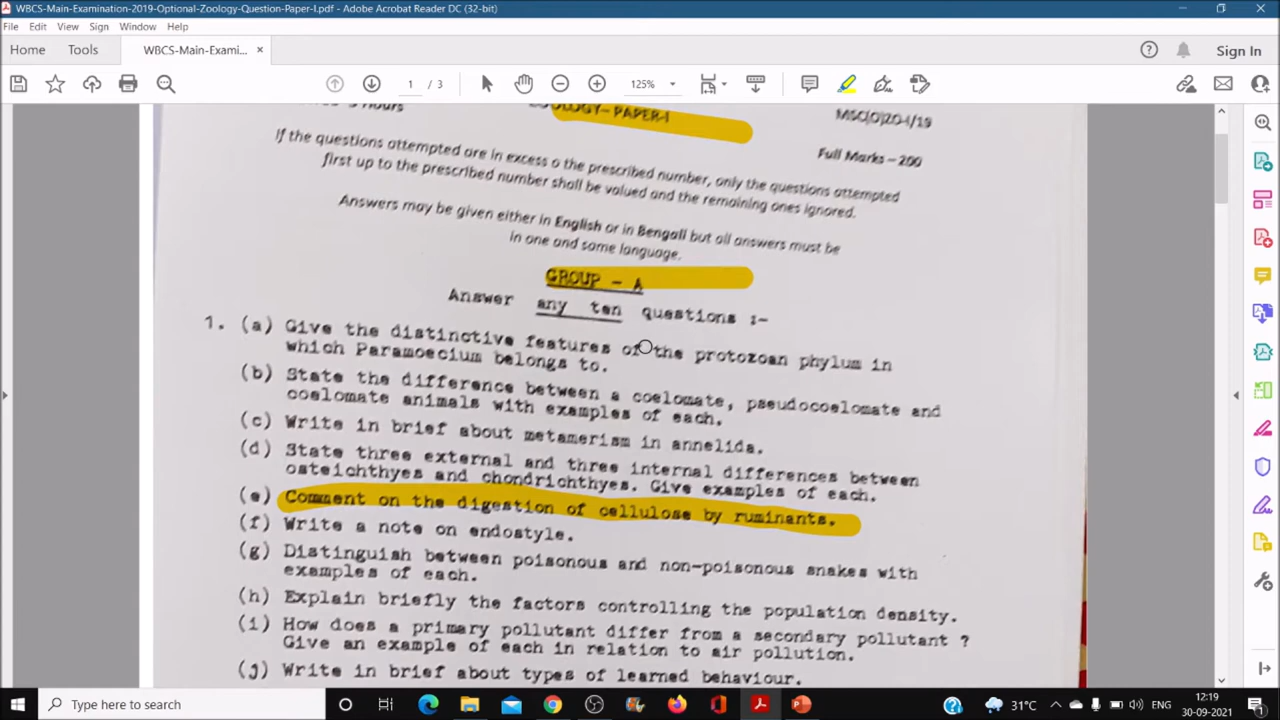 WBCS-Main-Examination-2019-Optional-Zoology-Question-Paper-I.pdf - Adobe Acrobat Reader DC (32-bit)
File Edit View Sign Window Help
Home Tools WBCS-Main-Exami... × Sign In
1 / 3 125%
Hours ZOOLOGY-PAPER-I MSC(O)ZO-I/19
Full Marks - 200
If the questions attempted are in excess o the prescribed number, only the questions attempted
first up to the prescribed number shall be valued and the remaining ones ignored.
Answers may be given either in English or in Bengali but all answers must be
in one and same language.
GROUP - A
Answer any ten questions :-
1. (a) Give the distinctive features of the protozoan phylum in
which Paramoecium belongs to.
(b) State the difference between a coelomate, pseudocoelomate and
coelomate animals with examples of each.
(c) Write in brief about metamerism in annelida.
(d) State three external and three internal differences between
osteichthyes and chondrichthyes. Give examples of each.
(e) Comment on the digestion of cellulose by ruminants.
(f) Write a note on endostyle.
(g) Distinguish between poisonous and non-poisonous snakes with
examples of each.
(h) Explain briefly the factors controlling the population density.
(i) How does a primary pollutant differ from a secondary pollutant ?
Give an example of each in relation to air pollution.
(j) Write in brief about types of learned behaviour.
Type here to search 31°C ENG 12:19
30-09-2021